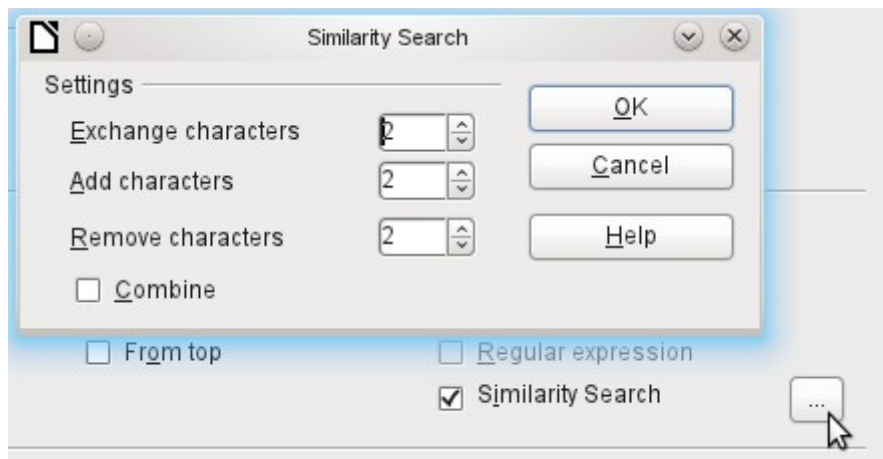 Similarity Search
Settings
Exchange characters 2
OK
Add characters 2
Cancel
Remove characters 2
Help
Combine
From top
Regular expression
Similarity Search
...